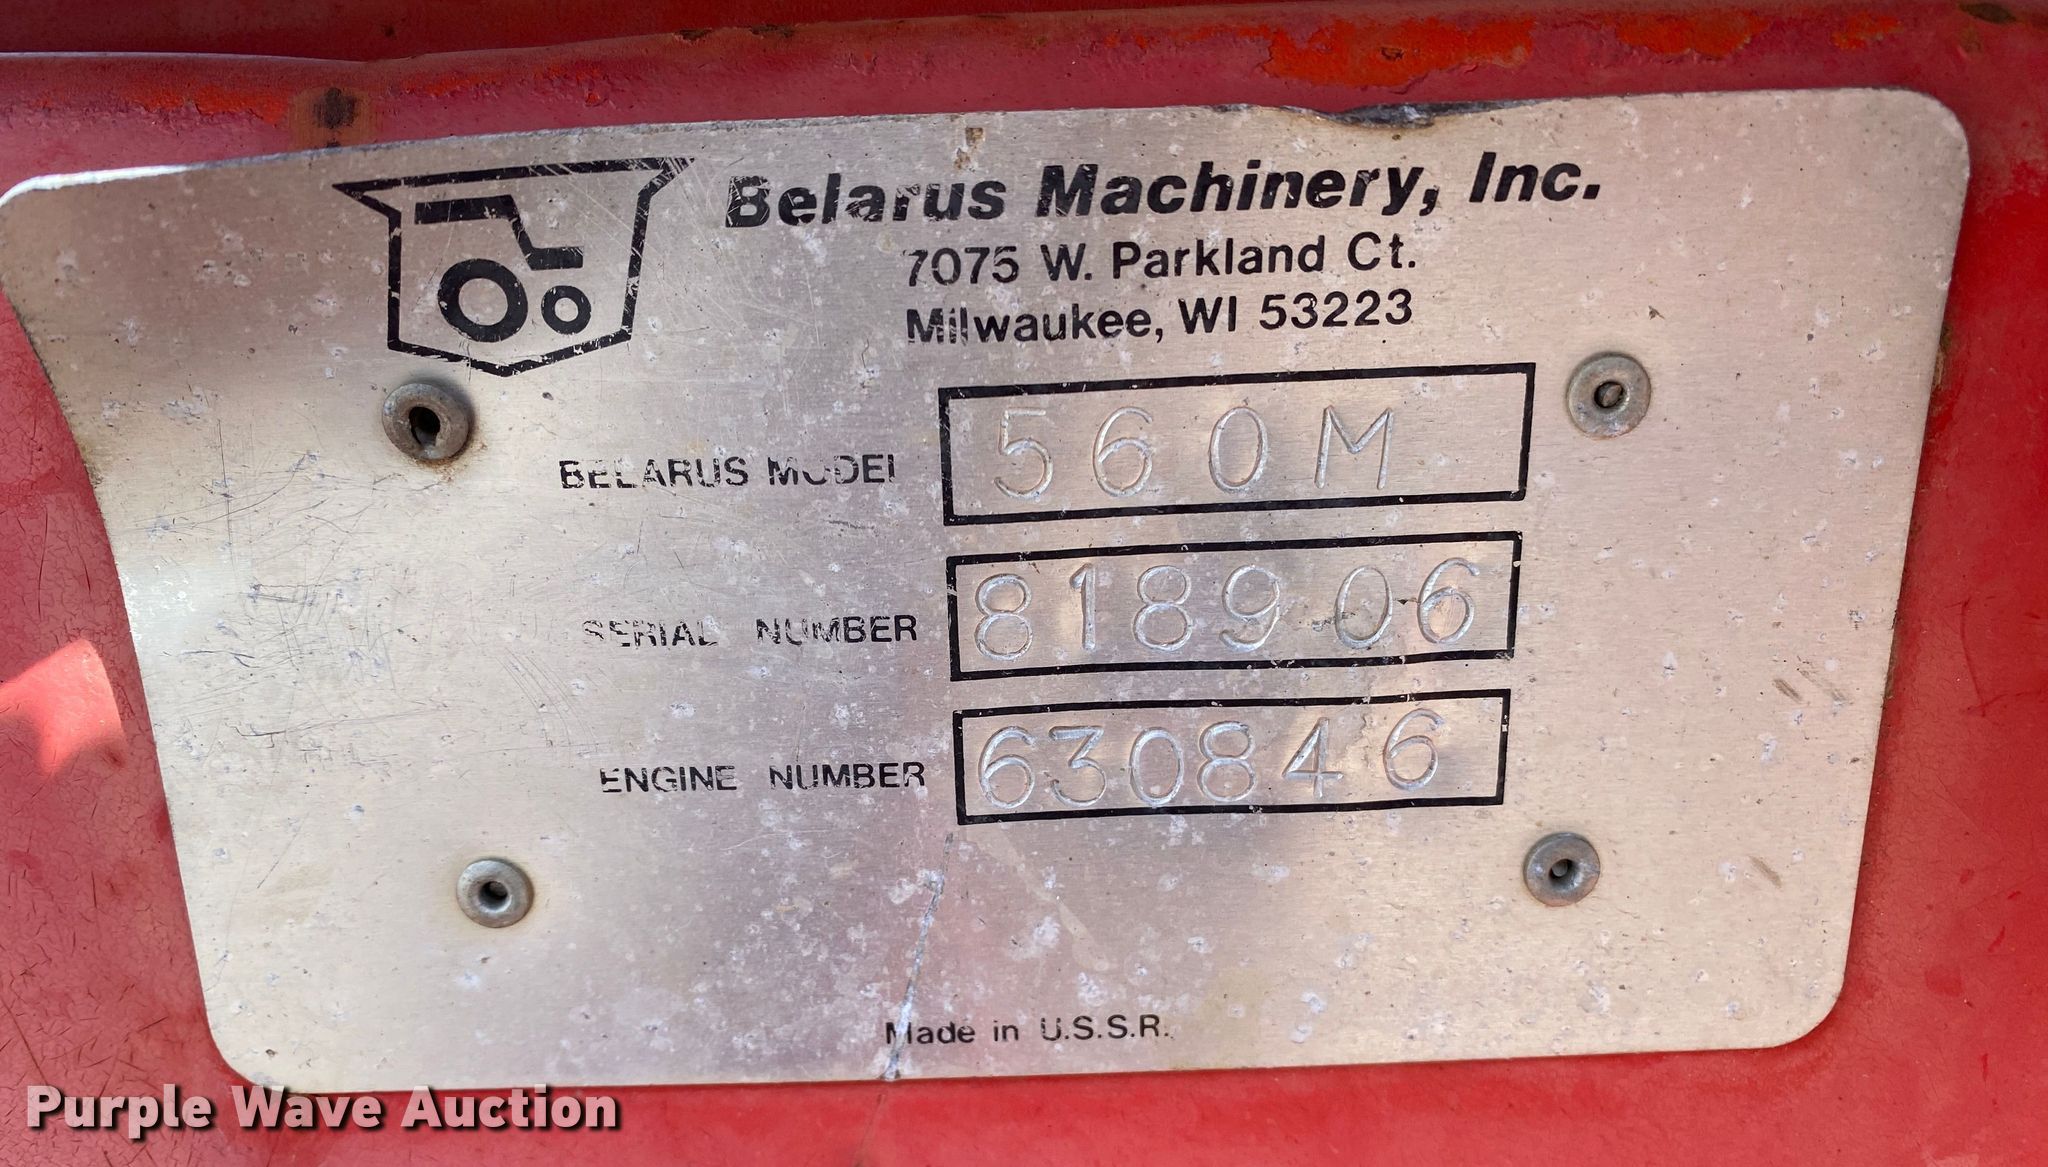 Belarus Machinery, Inc.
7075 W. Parkland Ct.
Milwaukee, WI 53223
BELARUS MODEL 560M
SERIAL NUMBER 818906
ENGINE NUMBER 630846
Made in U.S.S.R.
Purple Wave Auction